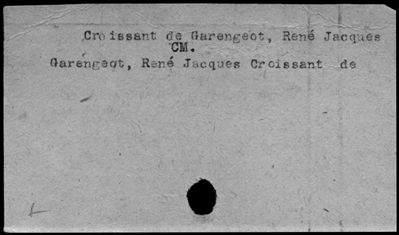 Croissant de Garengeot, René Jacques
CM.
Garengeot, René Jacques Croissant de